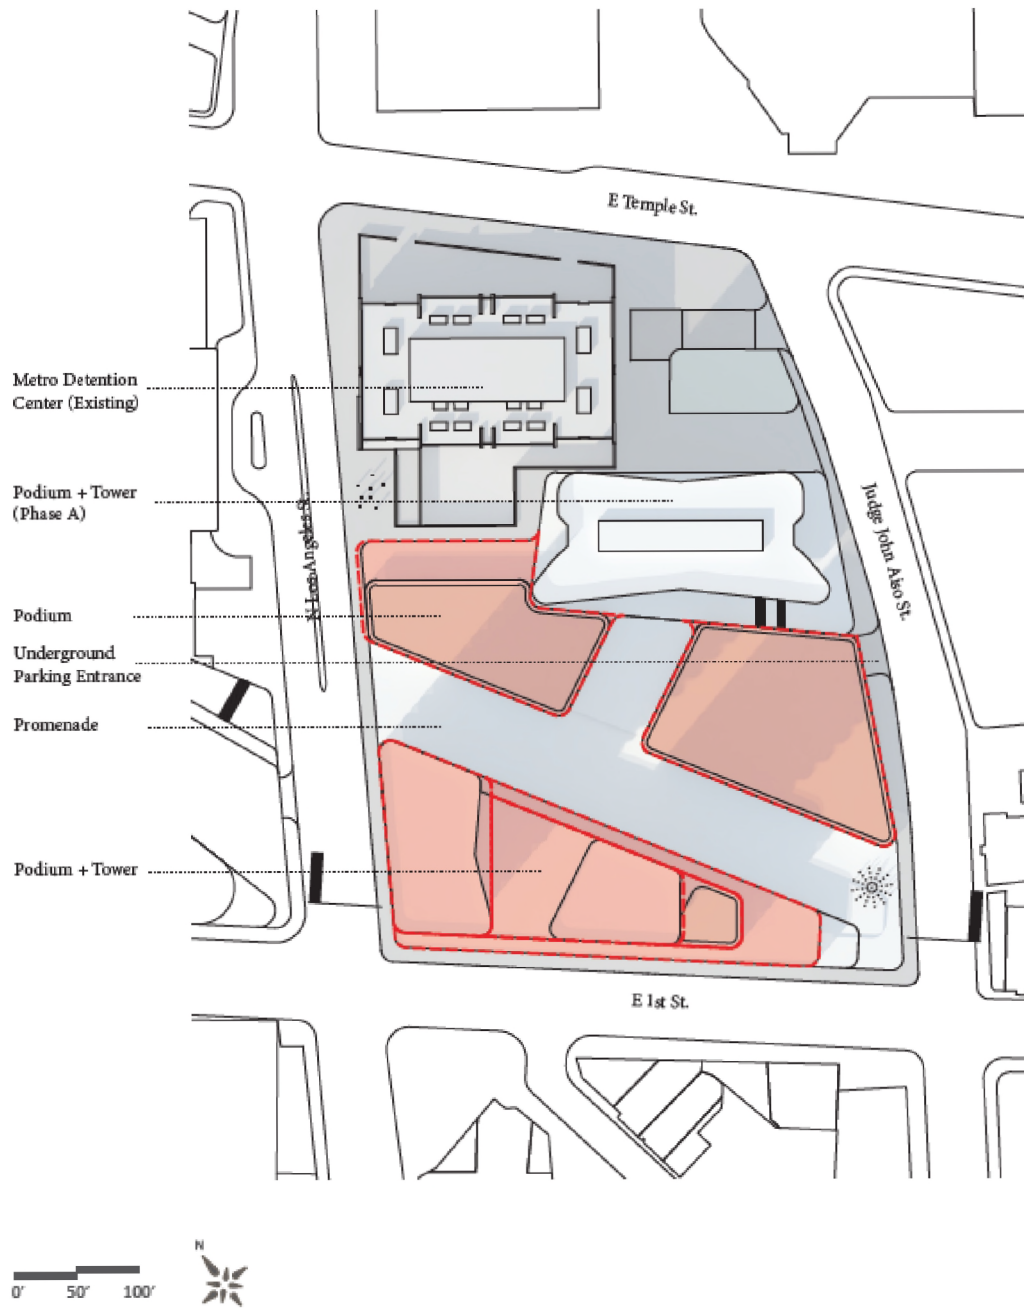 E Temple St.
Metro Detention
Center (Existing)
Podium + Tower
(Phase A)
N Los Angeles St.
Judge John Aiso St.
Podium
Underground
Parking Entrance
Promenade
Podium + Tower
E 1st St.
N
0' 50' 100'